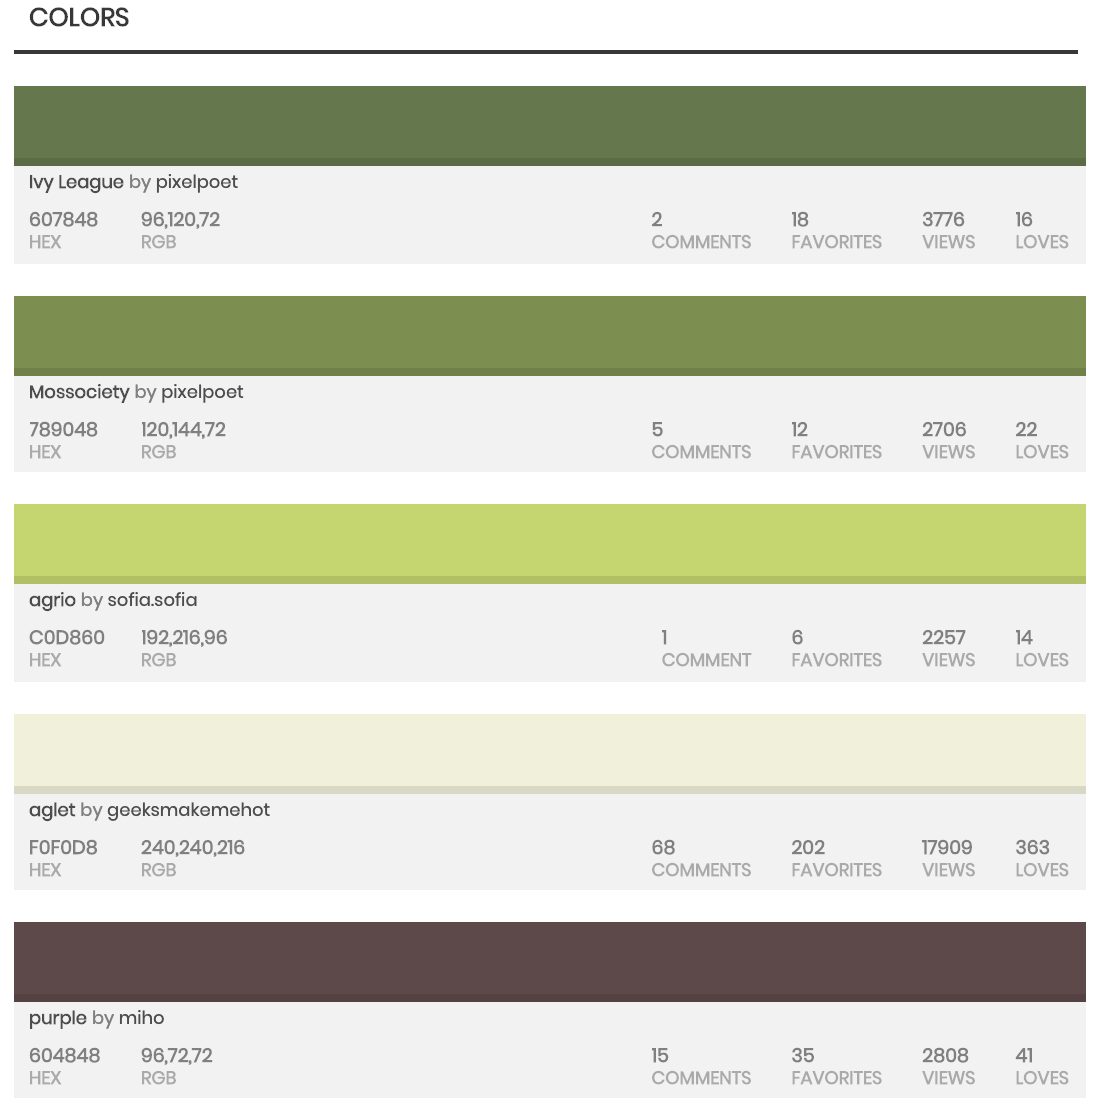 COLORS
Ivy League by pixelpoet
607848 96,120,72 2 18 3776 16
HEX RGB COMMENTS FAVORITES VIEWS LOVES
Mossociety by pixelpoet
789048 120,144,72 5 12 2706 22
HEX RGB COMMENTS FAVORITES VIEWS LOVES
agrio by sofia.sofia
C0D860 192,216,96 1 6 2257 14
HEX RGB COMMENT FAVORITES VIEWS LOVES
aglet by geeksmakemehot
F0F0D8 240,240,216 68 202 17909 363
HEX RGB COMMENTS FAVORITES VIEWS LOVES
purple by miho
604848 96,72,72 15 35 2808 41
HEX RGB COMMENTS FAVORITES VIEWS LOVES